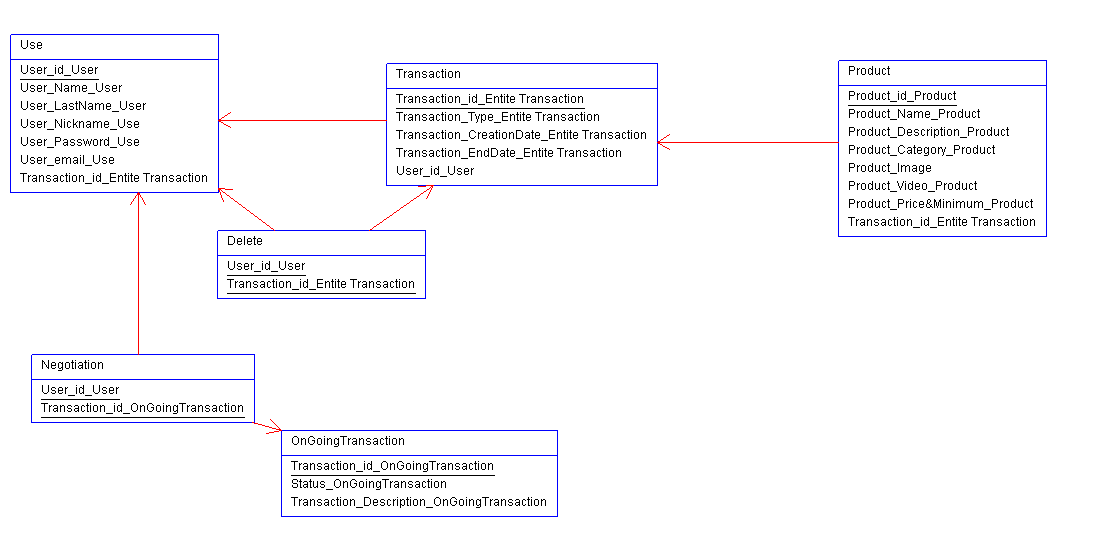 Use
User_id_User
User_Name_User
User_LastName_User
User_Nickname_Use
User_Password_Use
User_email_Use
Transaction_id_Entite Transaction
Transaction
Transaction_id_Entite Transaction
Transaction_Type_Entite Transaction
Transaction_CreationDate_Entite Transaction
Transaction_EndDate_Entite Transaction
User_id_User
Product
Product_id_Product
Product_Name_Product
Product_Description_Product
Product_Category_Product
Product_Image
Product_Video_Product
Product_Price&Minimum_Product
Transaction_id_Entite Transaction
Delete
User_id_User
Transaction_id_Entite Transaction
Negotiation
User_id_User
Transaction_id_OnGoingTransaction
OnGoingTransaction
Transaction_id_OnGoingTransaction
Status_OnGoingTransaction
Transaction_Description_OnGoingTransaction